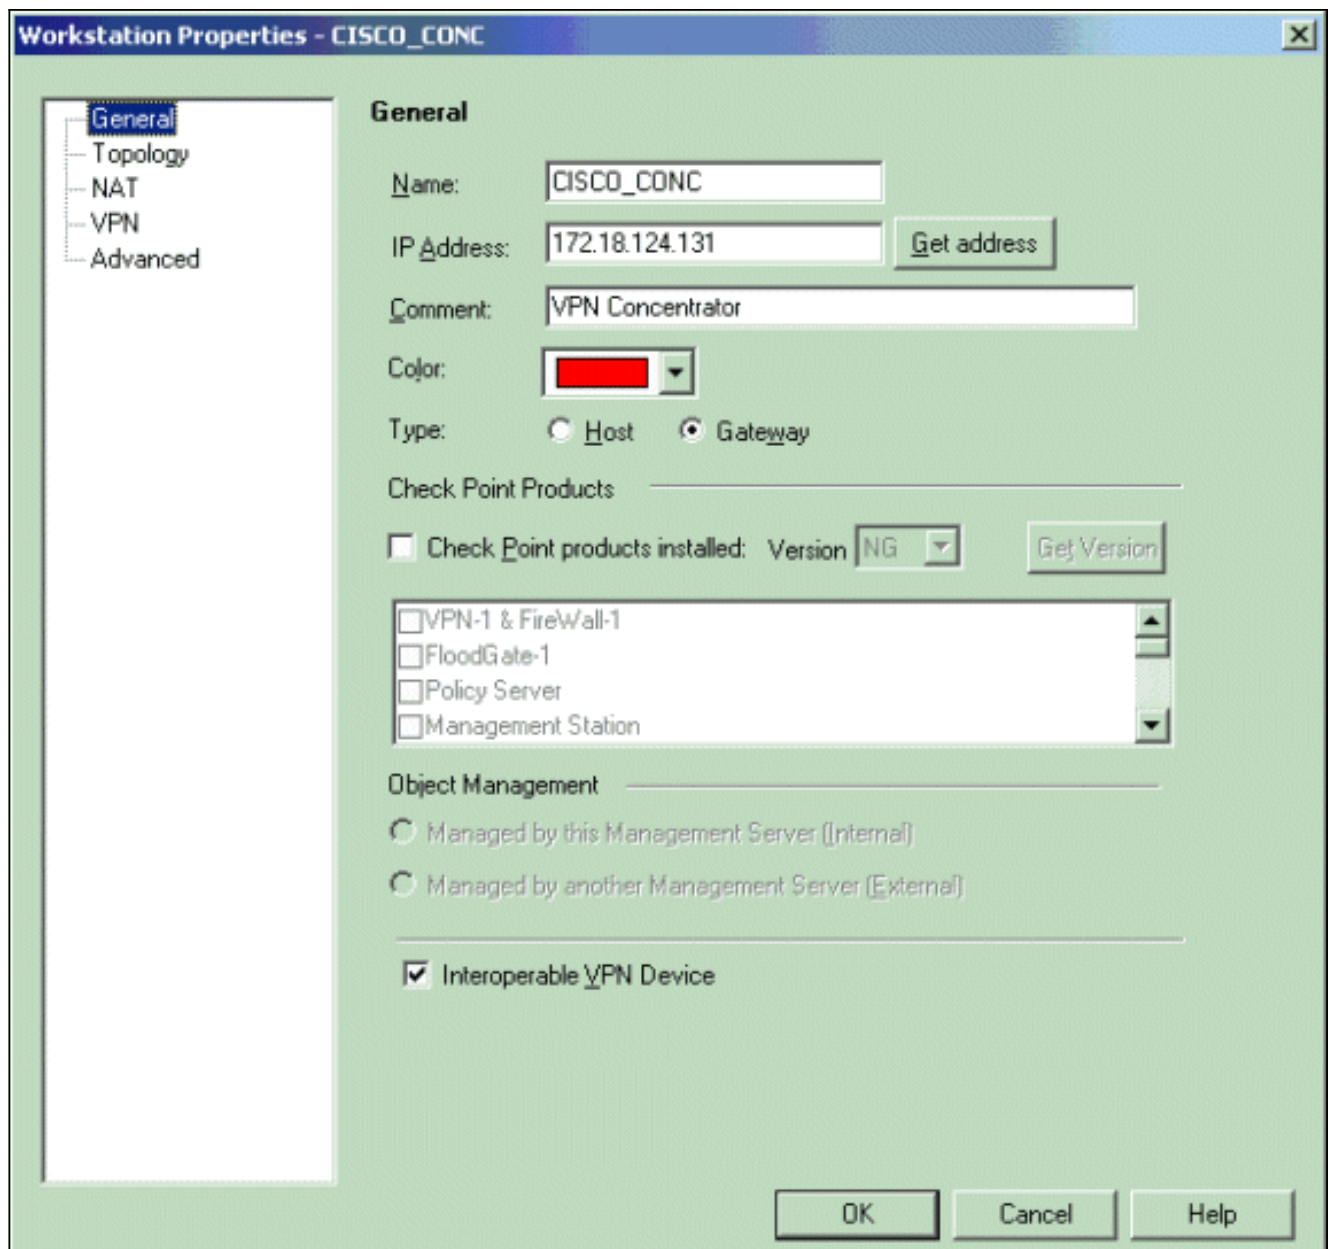 Workstation Properties - CISCO_CONC
General
Topology
NAT
VPN
Advanced
General
Name: CISCO_CONC
IP Address: 172.18.124.131 Get address
Comment: VPN Concentrator
Color:
Type: Host Gateway
Check Point Products
Check Point products installed: Version NG Get Version
VPN-1 & FireWall-1
FloodGate-1
Policy Server
Management Station
Object Management
Managed by this Management Server (Internal)
Managed by another Management Server (External)
Interoperable VPN Device
OK Cancel Help